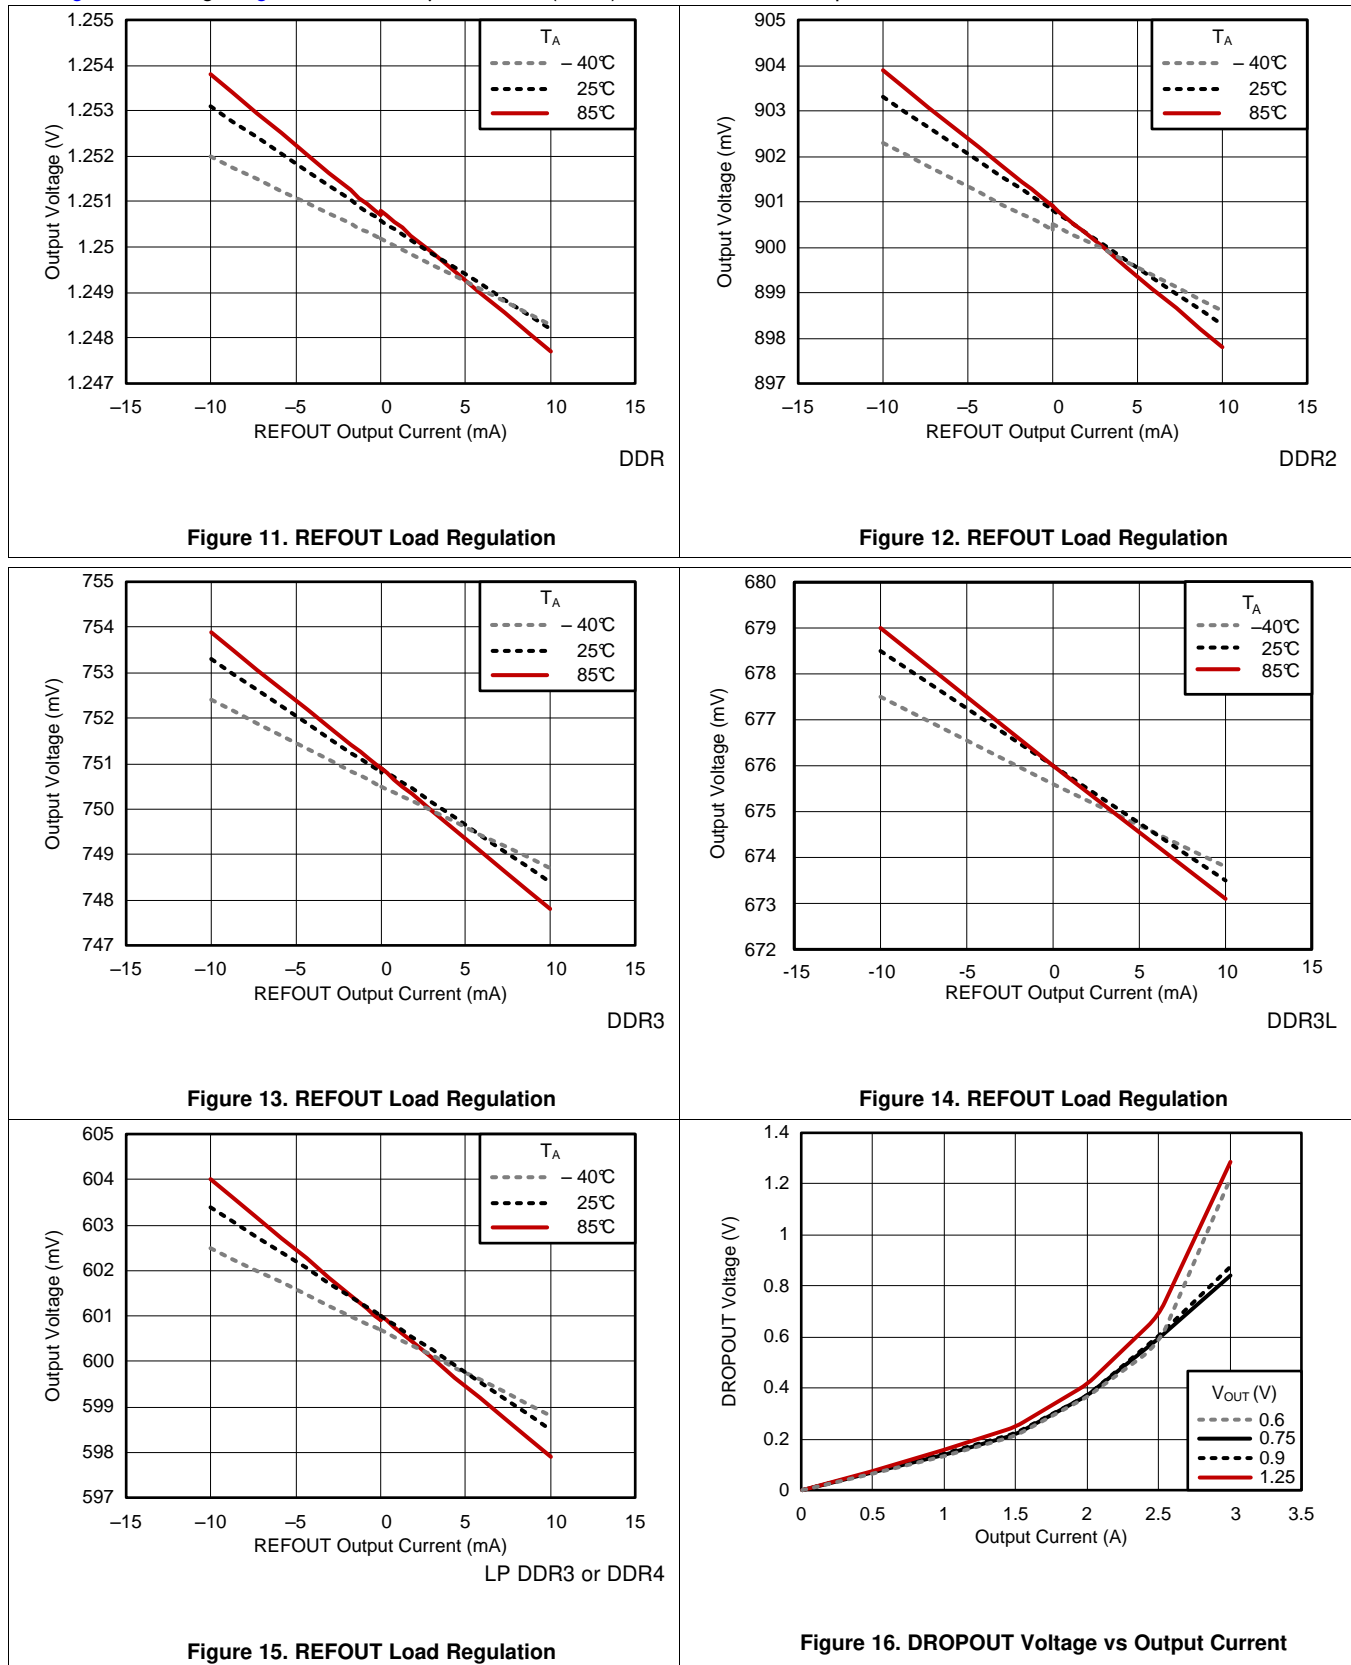 1.255
1.254
1.253
1.252
1.251
1.25
1.249
1.248
1.247
Output Voltage (V)
–15 –10 –5 0 5 10 15
REFOUT Output Current (mA)
TA
– 40°C
25°C
85°C
DDR
Figure 11. REFOUT Load Regulation
905
904
903
902
901
900
899
898
897
Output Voltage (mV)
–15 –10 –5 0 5 10 15
REFOUT Output Current (mA)
TA
– 40°C
25°C
85°C
DDR2
Figure 12. REFOUT Load Regulation
755
754
753
752
751
750
749
748
747
Output Voltage (mV)
–15 –10 –5 0 5 10 15
REFOUT Output Current (mA)
TA
– 40°C
25°C
85°C
DDR3
Figure 13. REFOUT Load Regulation
680
679
678
677
676
675
674
673
672
Output Voltage (mV)
-15 -10 -5 0 5 10 15
REFOUT Output Current (mA)
TA
–40°C
25°C
85°C
DDR3L
Figure 14. REFOUT Load Regulation
605
604
603
602
601
600
599
598
597
Output Voltage (mV)
–15 –10 –5 0 5 10 15
REFOUT Output Current (mA)
TA
– 40°C
25°C
85°C
LP DDR3 or DDR4
Figure 15. REFOUT Load Regulation
1.4
1.2
1
0.8
0.6
0.4
0.2
0
DROPOUT Voltage (V)
0 0.5 1 1.5 2 2.5 3 3.5
Output Current (A)
VOUT (V)
0.6
0.75
0.9
1.25
Figure 16. DROPOUT Voltage vs Output Current